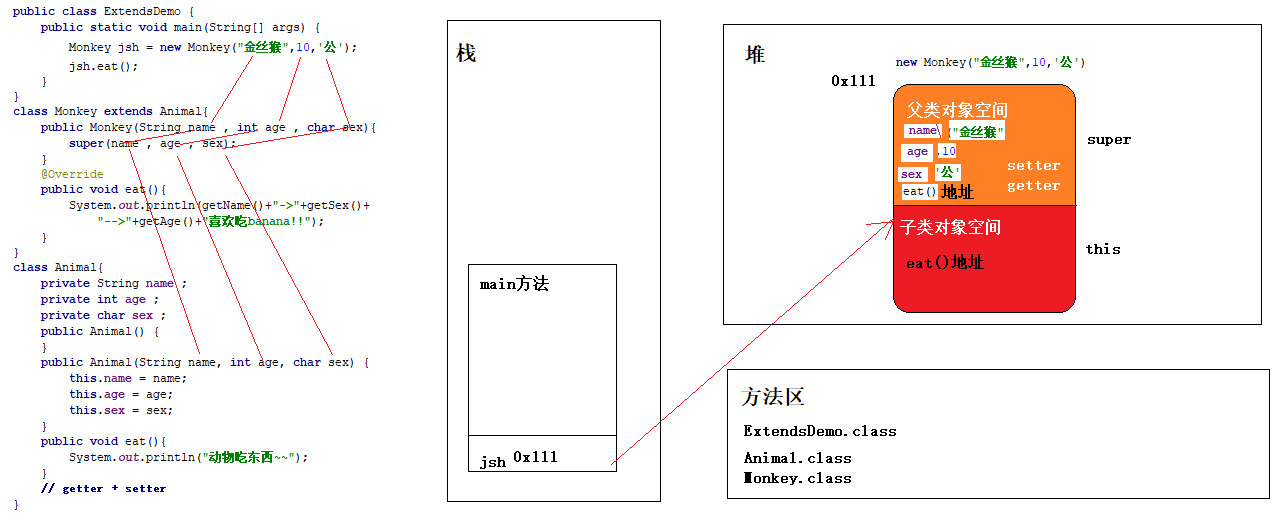 public class ExtendsDemo {
public static void main(String[] args) {
Monkey jsh = new Monkey("金丝猴",10,'公');
jsh.eat();
}
}
class Monkey extends Animal{
public Monkey(String name , int age , char sex){
super(name , age , sex);
}
@Override
public void eat(){
System.out.println(getName()+"->"+getSex()+
"-->"+getAge()+"喜欢吃banana!!");
}
}
class Animal{
private String name ;
private int age ;
private char sex ;
public Animal() {
}
public Animal(String name, int age, char sex) {
this.name = name;
this.age = age;
this.sex = sex;
}
public void eat(){
System.out.println("动物吃东西~~");
}
// getter + setter
}
栈
main方法
jsh 0x111
堆
new Monkey("金丝猴",10,'公')
0x111
父类对象空间
name ("金丝猴"
age ,10
sex '公'
eat() 地址
setter
getter
super
子类对象空间
eat()地址
this
方法区
ExtendsDemo.class
Animal.class
Monkey.class